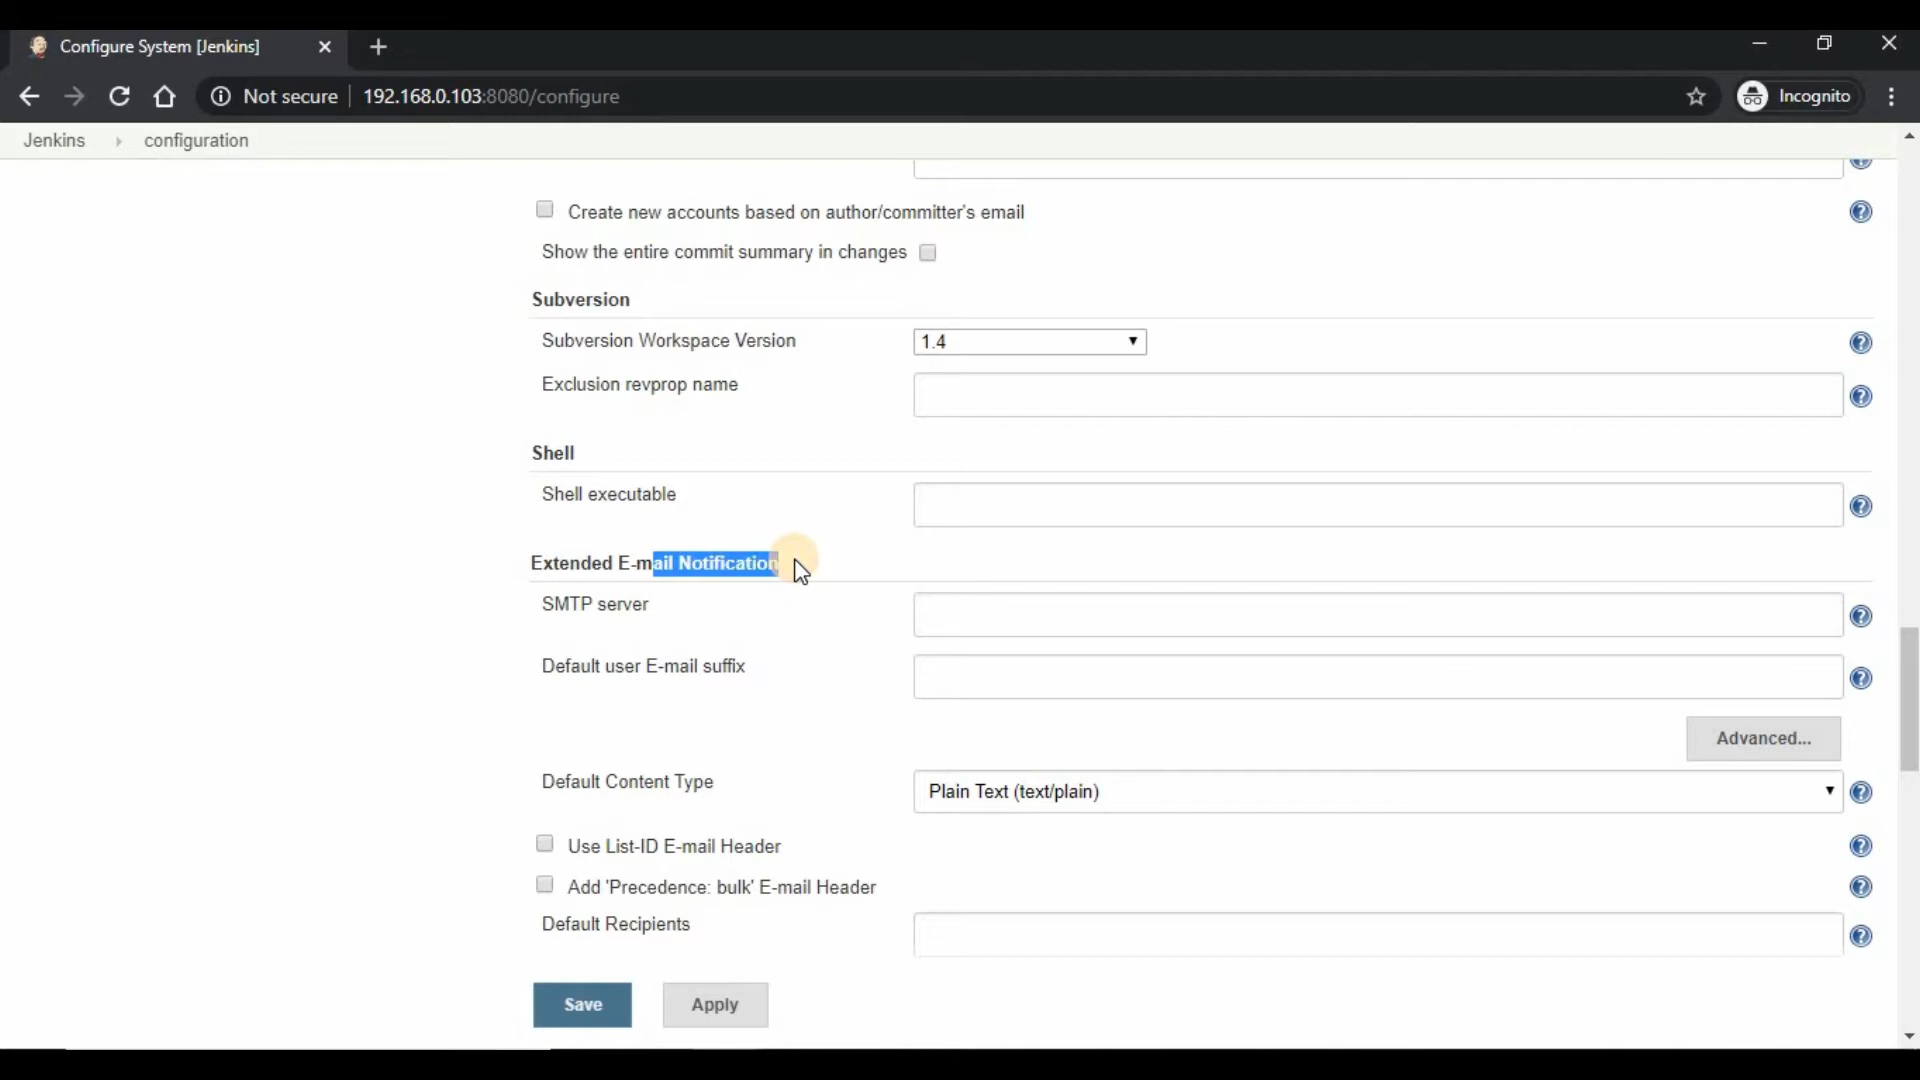 Configure System [Jenkins]
Not secure 192.168.0.103:8080/configure Incognito
Jenkins configuration
Create new accounts based on author/committer's email
Show the entire commit summary in changes
Subversion
Subversion Workspace Version 1.4
Exclusion revprop name
Shell
Shell executable
Extended E-mail Notification
SMTP server
Default user E-mail suffix
Advanced...
Default Content Type Plain Text (text/plain)
Use List-ID E-mail Header
Add 'Precedence: bulk' E-mail Header
Default Recipients
Save Apply